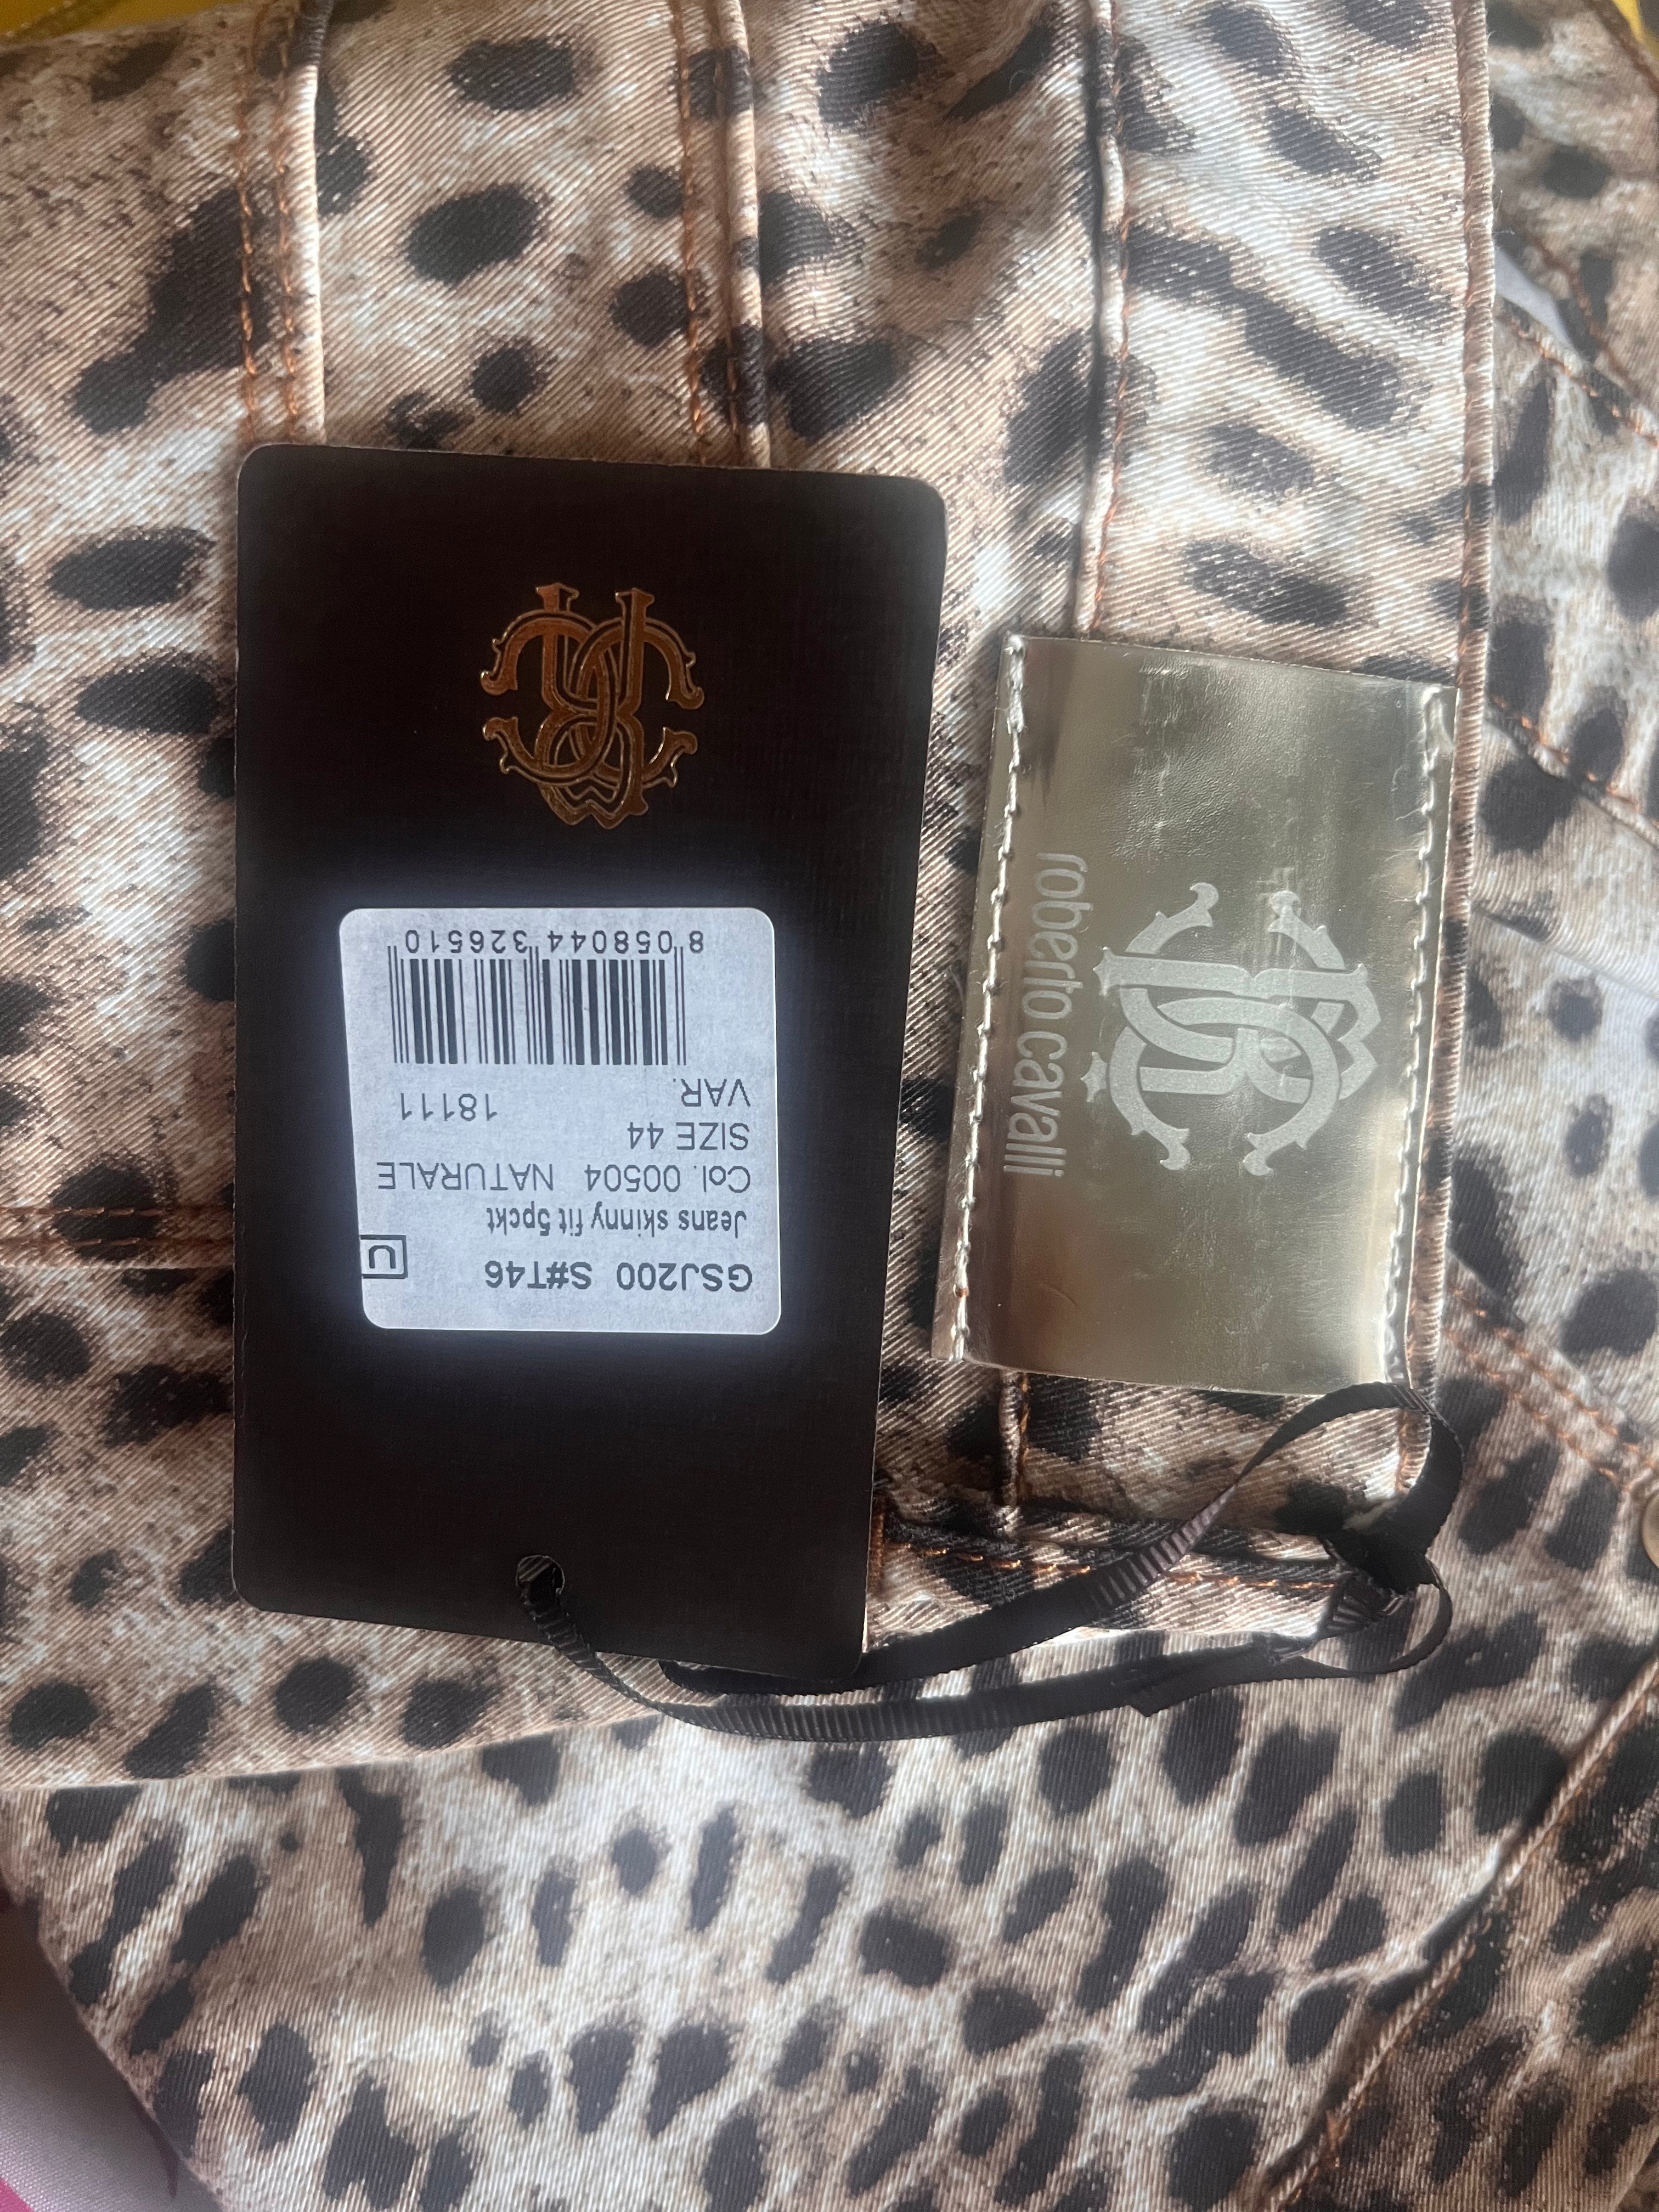 GSJ200 S#T46
U
Jeans skinny fit 5pckt
Col. 00504 NATURALE
SIZE 44
VAR. 18111
8 058044 326510
roberto cavalli